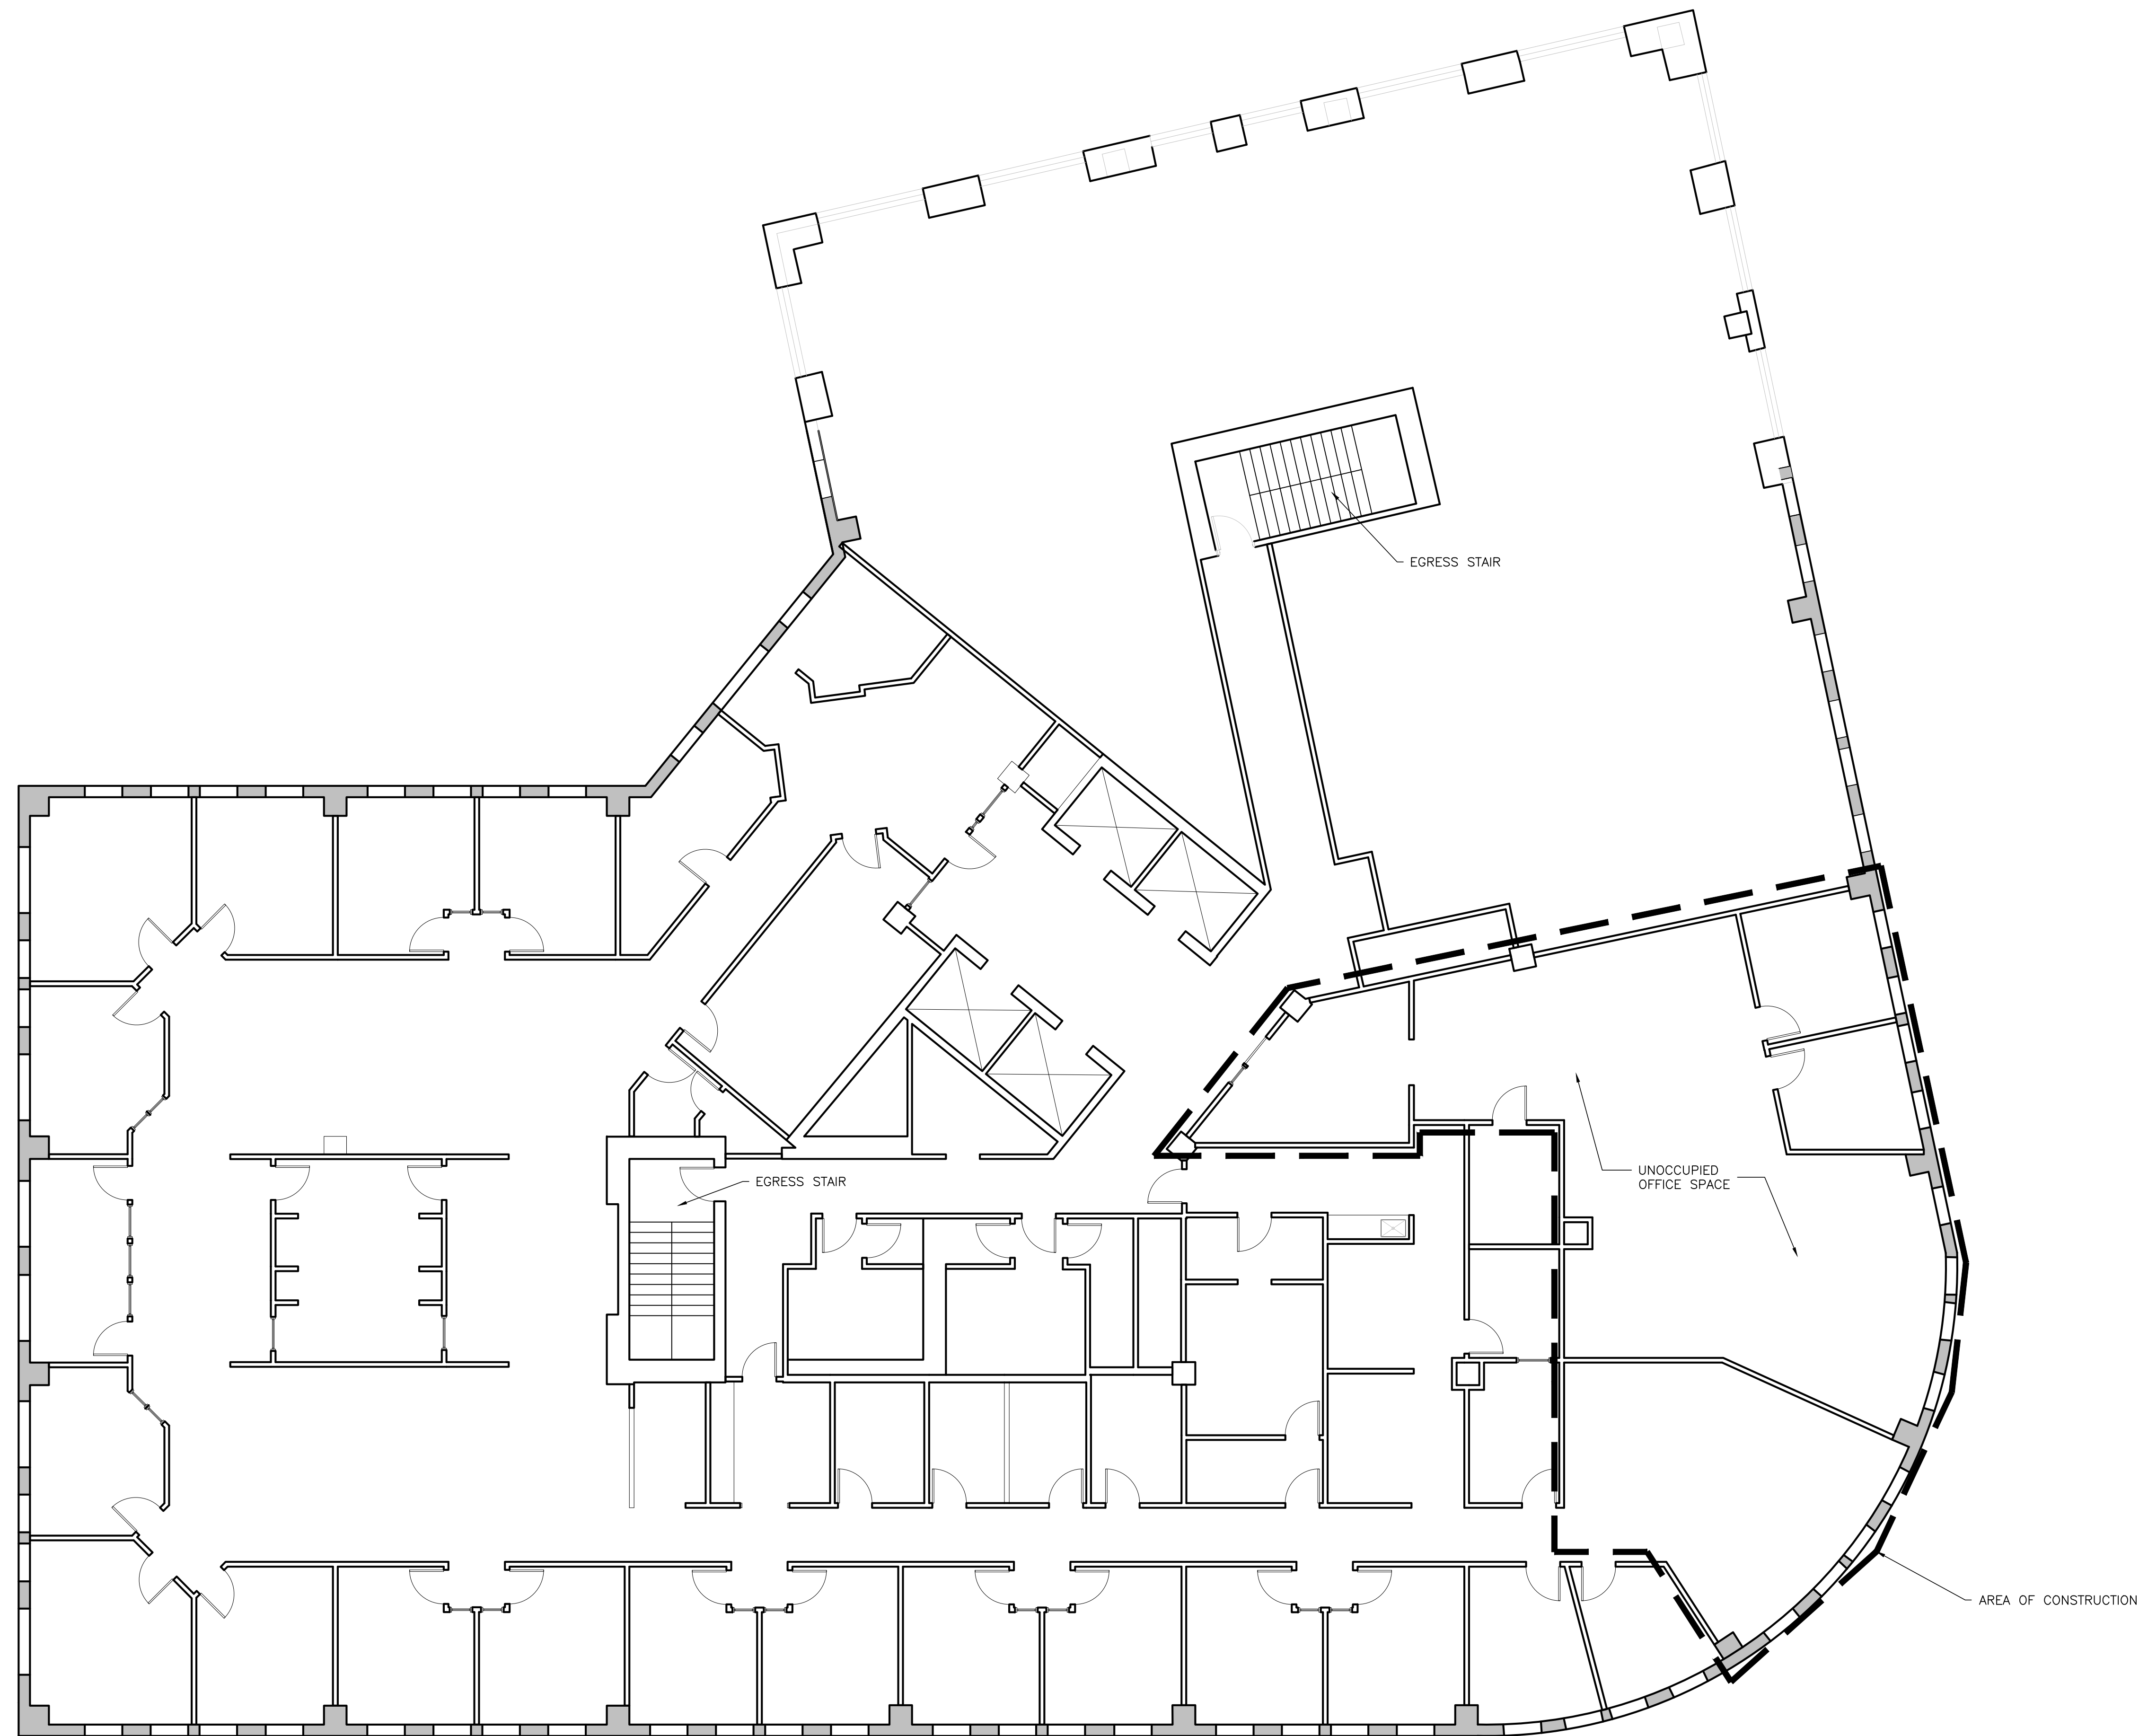 EGRESS STAIR
EGRESS STAIR
UNOCCUPIED
OFFICE SPACE
AREA OF CONSTRUCTION